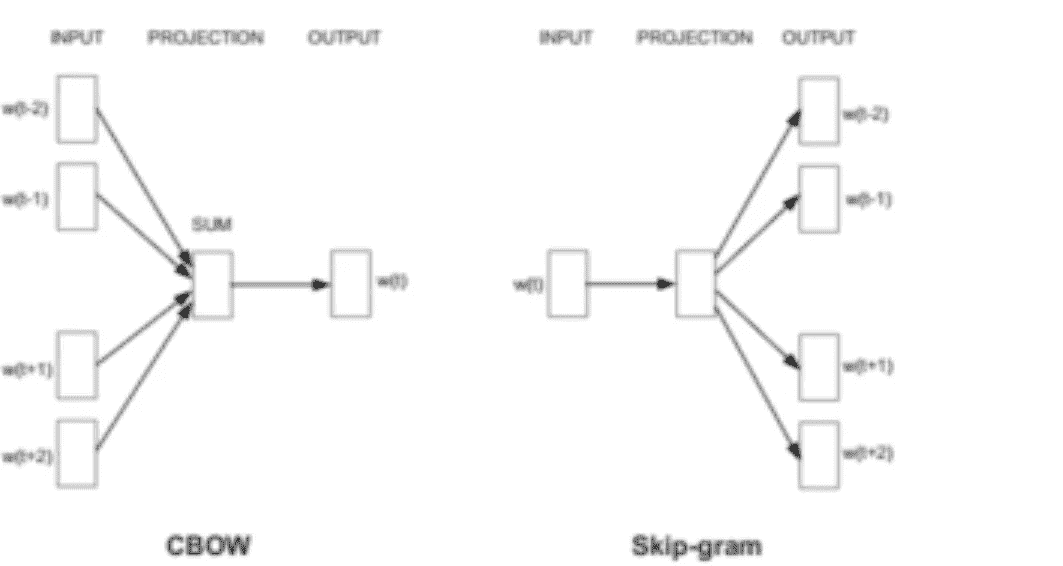 INPUT PROJECTION OUTPUT
w(t-2)
w(t-1)
SUM
w(t)
w(t+1)
w(t+2)
CBOW
INPUT PROJECTION OUTPUT
w(t-2)
w(t-1)
w(t)
w(t+1)
w(t+2)
Skip-gram